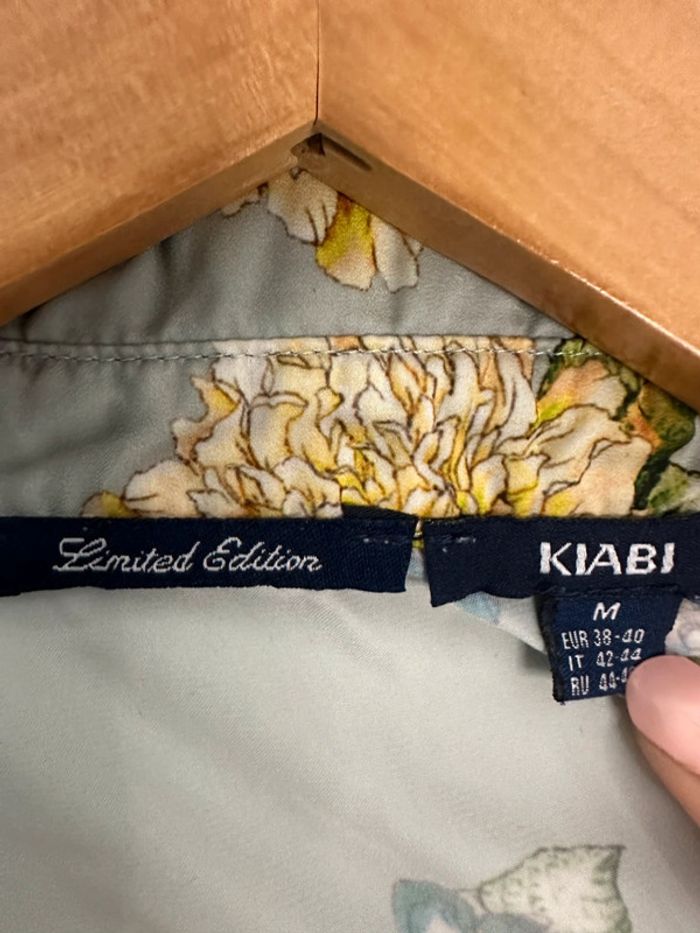 Limited Edition
KIABI
M
EUR 38-40
IT 42-44
RU